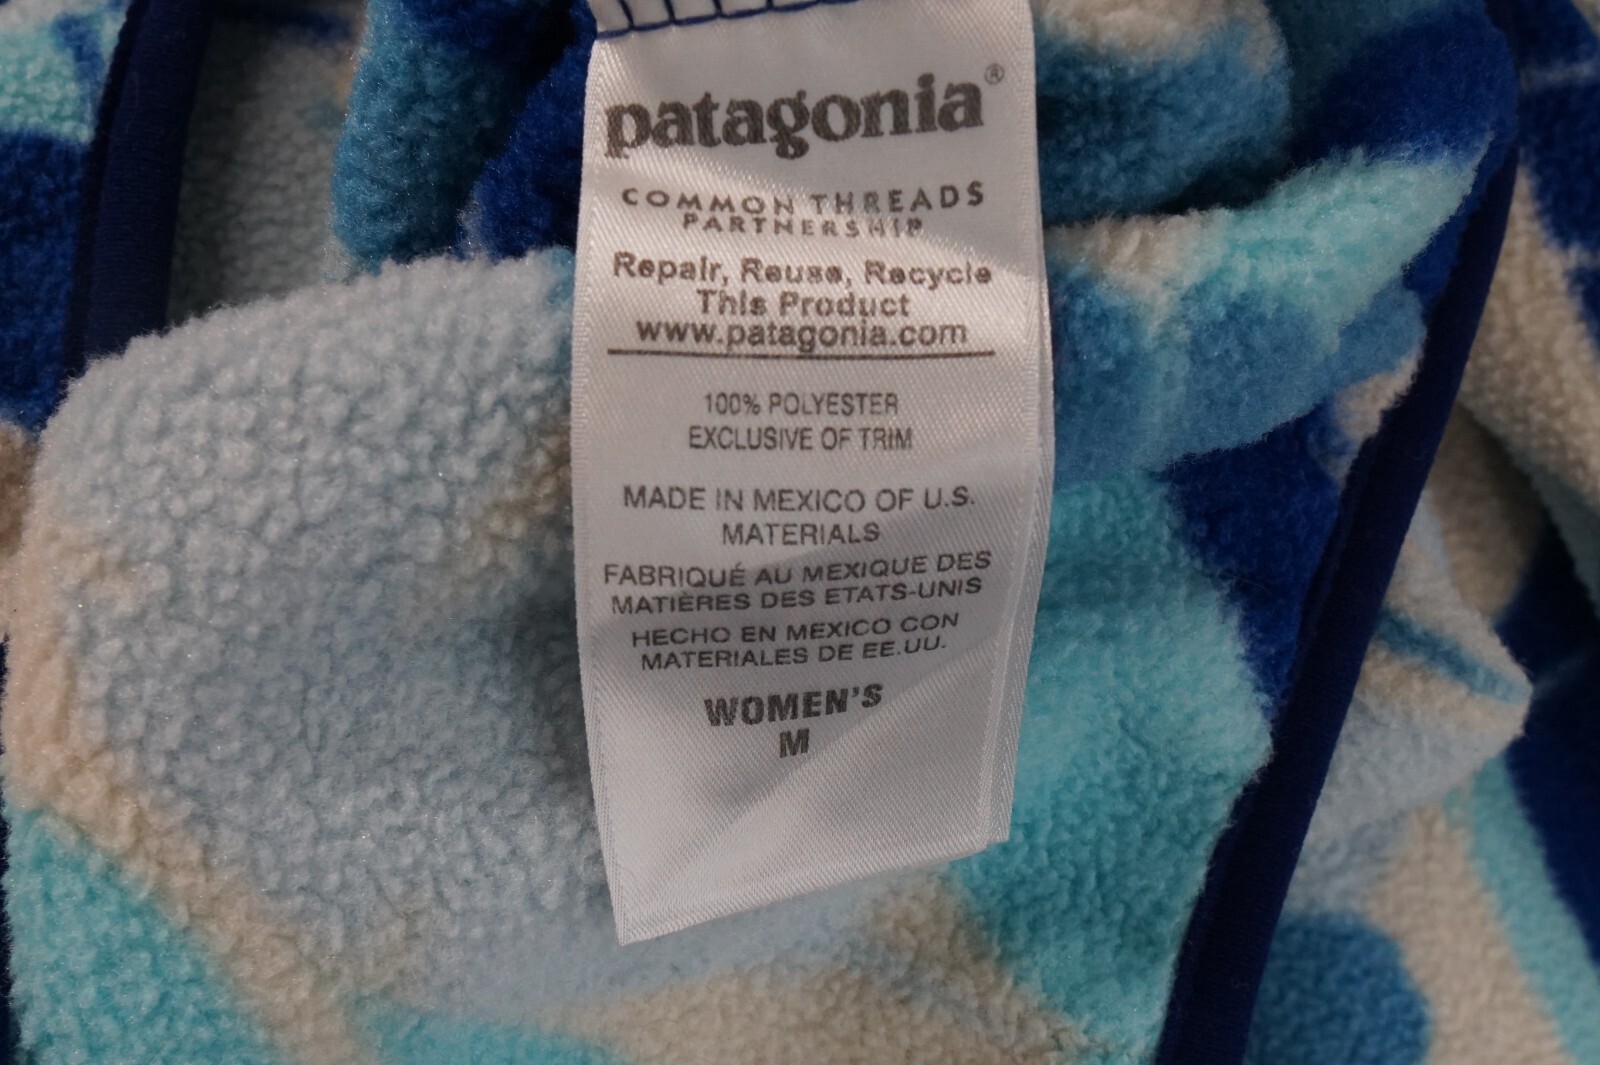 patagonia®
COMMON THREADS
PARTNERSHIP
Repair, Reuse, Recycle
This Product
www.patagonia.com
100% POLYESTER
EXCLUSIVE OF TRIM
MADE IN MEXICO OF U.S.
MATERIALS
FABRIQUÉ AU MEXIQUE DES
MATIÈRES DES ETATS-UNIS
HECHO EN MEXICO CON
MATERIALES DE EE.UU.
WOMEN'S
M